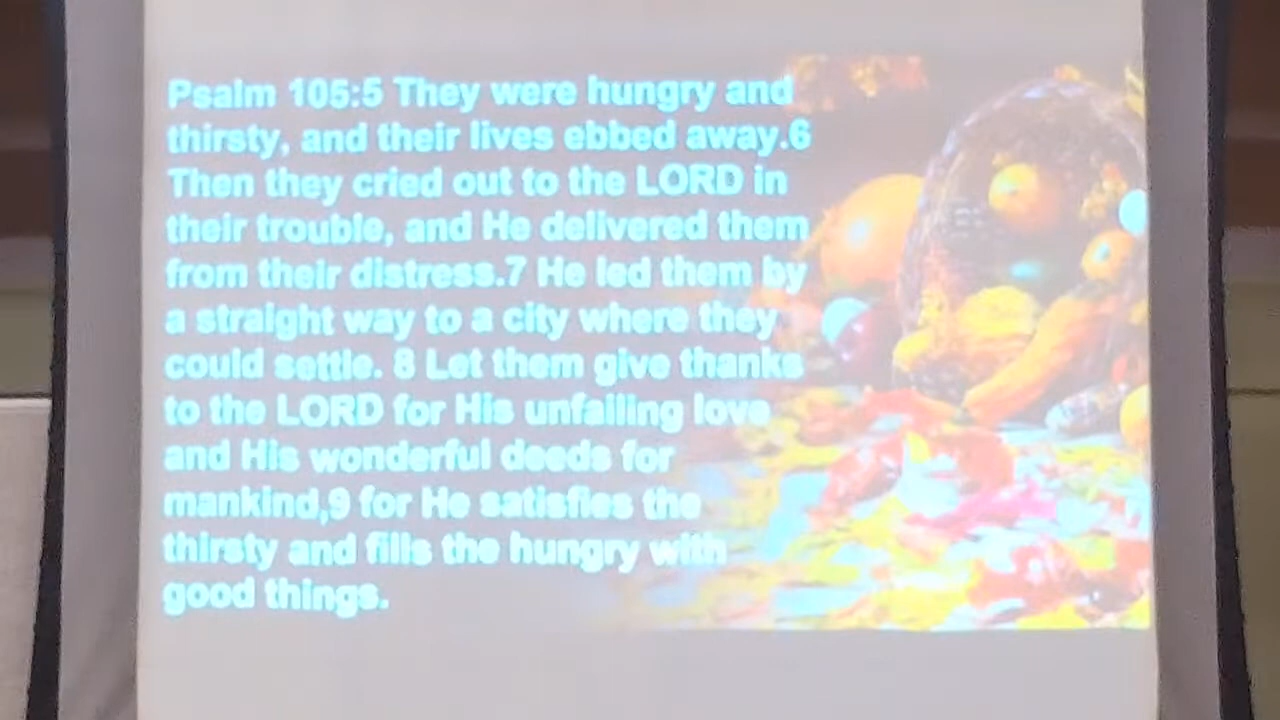 Psalm 105:5 They were hungry and
thirsty, and their lives ebbed away.6
Then they cried out to the LORD in
their trouble, and He delivered them
from their distress.7 He led them by
a straight way to a city where they
could settle. 8 Let them give thanks
to the LORD for His unfailing love
and His wonderful deeds for
mankind,9 for He satisfies the
thirsty and fills the hungry with
good things.